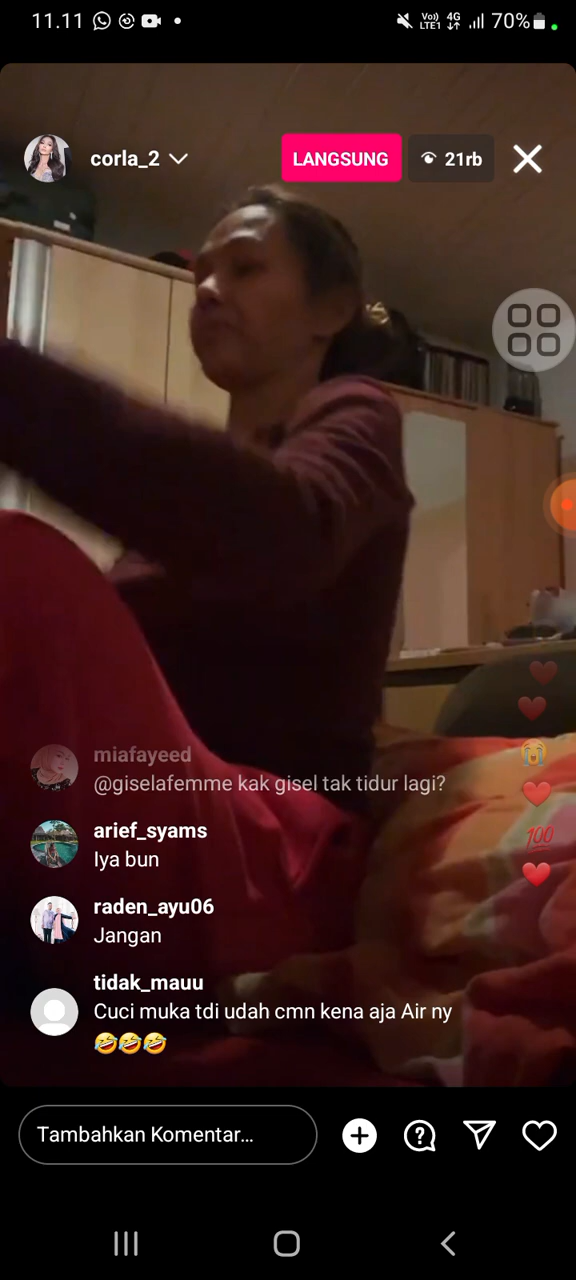 11.11
Vo)) 4G
LTE1
70%
corla_2
LANGSUNG
21rb
miafayeed
@giselafemme kak gisel tak tidur lagi?
arief_syams
Iya bun
raden_ayu06
Jangan
tidak_mauu
Cuci muka tdi udah cmn kena aja Air ny
🤣🤣🤣
100
Tambahkan Komentar...